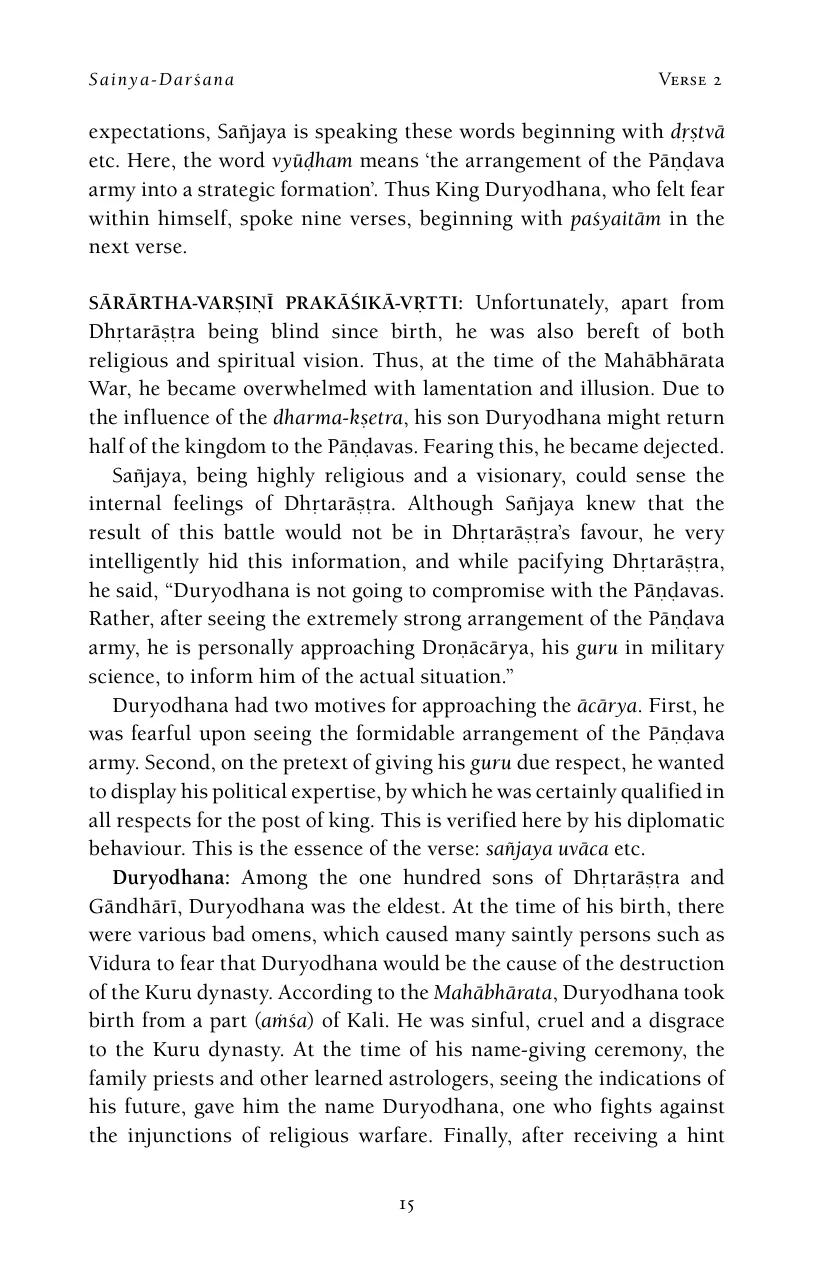 Sainya-Darśana Verse 2
expectations, Sañjaya is speaking these words beginning with dṛṣṭvā
etc. Here, the word vyūḍham means ‘the arrangement of the Pāṇḍava
army into a strategic formation’. Thus King Duryodhana, who felt fear
within himself, spoke nine verses, beginning with paśyaitām in the
next verse.
SĀRĀRTHA-VARṢIṆĪ PRAKĀŚIKĀ-VṚTTI: Unfortunately, apart from
Dhṛtarāṣṭra being blind since birth, he was also bereft of both
religious and spiritual vision. Thus, at the time of the Mahābhārata
War, he became overwhelmed with lamentation and illusion. Due to
the influence of the dharma-kṣetra, his son Duryodhana might return
half of the kingdom to the Pāṇḍavas. Fearing this, he became dejected.
Sañjaya, being highly religious and a visionary, could sense the
internal feelings of Dhṛtarāṣṭra. Although Sañjaya knew that the
result of this battle would not be in Dhṛtarāṣṭra’s favour, he very
intelligently hid this information, and while pacifying Dhṛtarāṣṭra,
he said, “Duryodhana is not going to compromise with the Pāṇḍavas.
Rather, after seeing the extremely strong arrangement of the Pāṇḍava
army, he is personally approaching Droṇācārya, his guru in military
science, to inform him of the actual situation.”
Duryodhana had two motives for approaching the ācārya. First, he
was fearful upon seeing the formidable arrangement of the Pāṇḍava
army. Second, on the pretext of giving his guru due respect, he wanted
to display his political expertise, by which he was certainly qualified in
all respects for the post of king. This is verified here by his diplomatic
behaviour. This is the essence of the verse: sañjaya uvāca etc.
Duryodhana: Among the one hundred sons of Dhṛtarāṣṭra and
Gāndhārī, Duryodhana was the eldest. At the time of his birth, there
were various bad omens, which caused many saintly persons such as
Vidura to fear that Duryodhana would be the cause of the destruction
of the Kuru dynasty. According to the Mahābhārata, Duryodhana took
birth from a part (aṁśa) of Kali. He was sinful, cruel and a disgrace
to the Kuru dynasty. At the time of his name-giving ceremony, the
family priests and other learned astrologers, seeing the indications of
his future, gave him the name Duryodhana, one who fights against
the injunctions of religious warfare. Finally, after receiving a hint
15